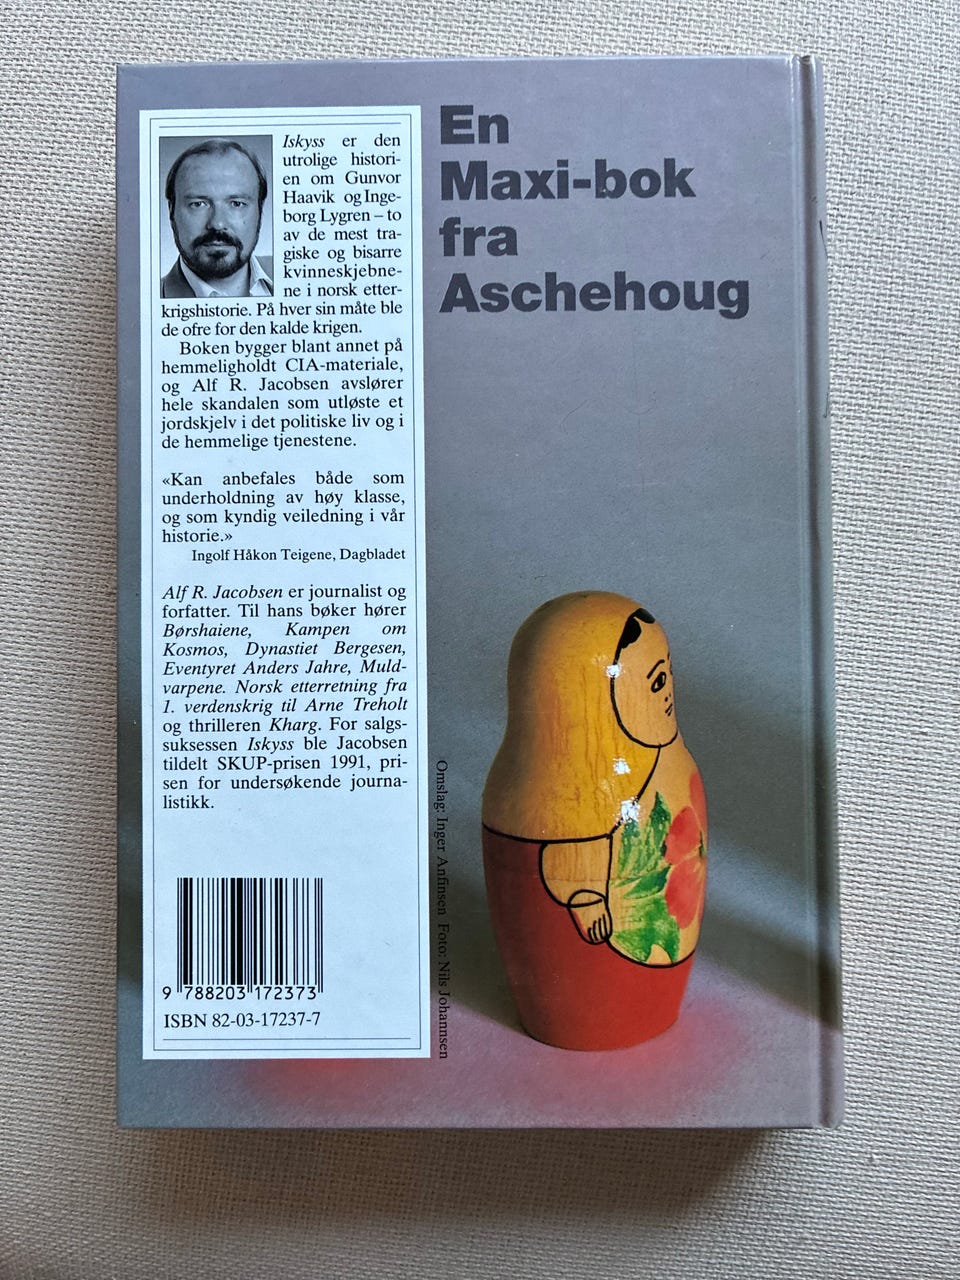 Iskyss er den
utrolige histori-
en om Gunvor
Haavik og Inge-
borg Lygren – to
av de mest tra-
giske og bisarre
kvinneskjebne-
ne i norsk etter-
krigshistorie. På hver sin måte ble
de ofre for den kalde krigen.
Boken bygger blant annet på
hemmeligholdt CIA-materiale,
og Alf R. Jacobsen avslører
hele skandalen som utløste et
jordskjelv i det politiske liv og i
de hemmelige tjenestene.
«Kan anbefales både som
underholdning av høy klasse,
og som kyndig veiledning i vår
historie.»
Ingolf Håkon Teigene, Dagbladet
Alf R. Jacobsen er journalist og
forfatter. Til hans bøker hører
Børshaiene, Kampen om
Kosmos, Dynastiet Bergesen,
Eventyret Anders Jahre, Muld-
varpene. Norsk etterretning fra
1. verdenskrig til Arne Treholt
og thrilleren Kharg. For salgs-
suksessen Iskyss ble Jacobsen
tildelt SKUP-prisen 1991, pri-
sen for undersøkende journa-
listikk.
9 788203 172373
ISBN 82-03-17237-7
En
Maxi-bok
fra
Aschehoug
Omslag: Inger Anfinsen Foto: Nils Johannsen